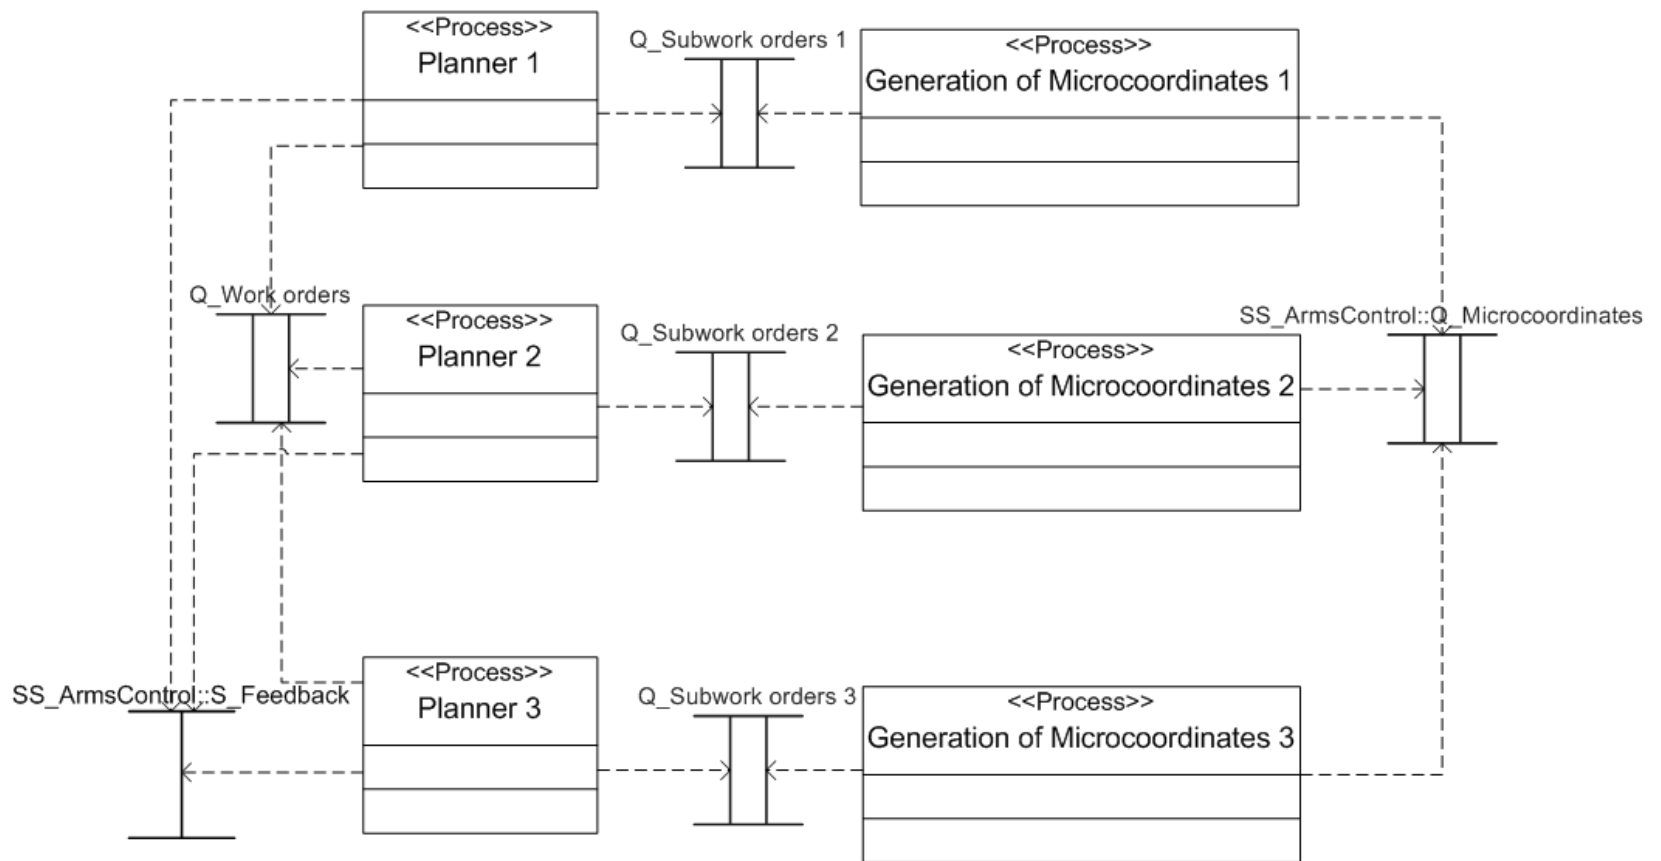 <<Process>>
Planner 1
Q_Subwork orders 1
<<Process>>
Generation of Microcoordinates 1
Q_Work orders
<<Process>>
Planner 2
Q_Subwork orders 2
<<Process>>
Generation of Microcoordinates 2
SS_ArmsControl::Q_Microcoordinates
SS_ArmsControl::S_Feedback
<<Process>>
Planner 3
Q_Subwork orders 3
<<Process>>
Generation of Microcoordinates 3